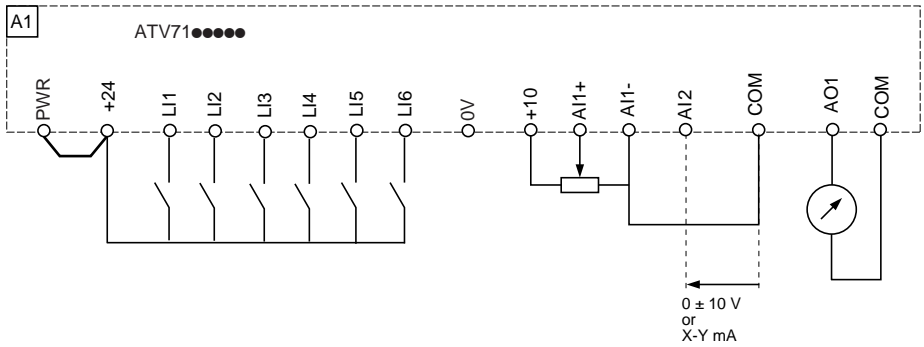 A1
ATV71●●●●●
PWR
+24
LI1
LI2
LI3
LI4
LI5
LI6
0V
+10
AI1+
AI1-
AI2
COM
AO1
COM
0 ± 10 V
or
X-Y mA